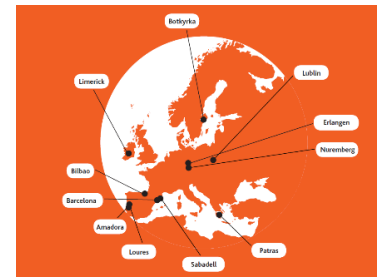 Botkyrka
Limerick
Lublin
Erlangen
Nuremberg
Bilbao
Barcelona
Amadora
Loures
Sabadell
Patras